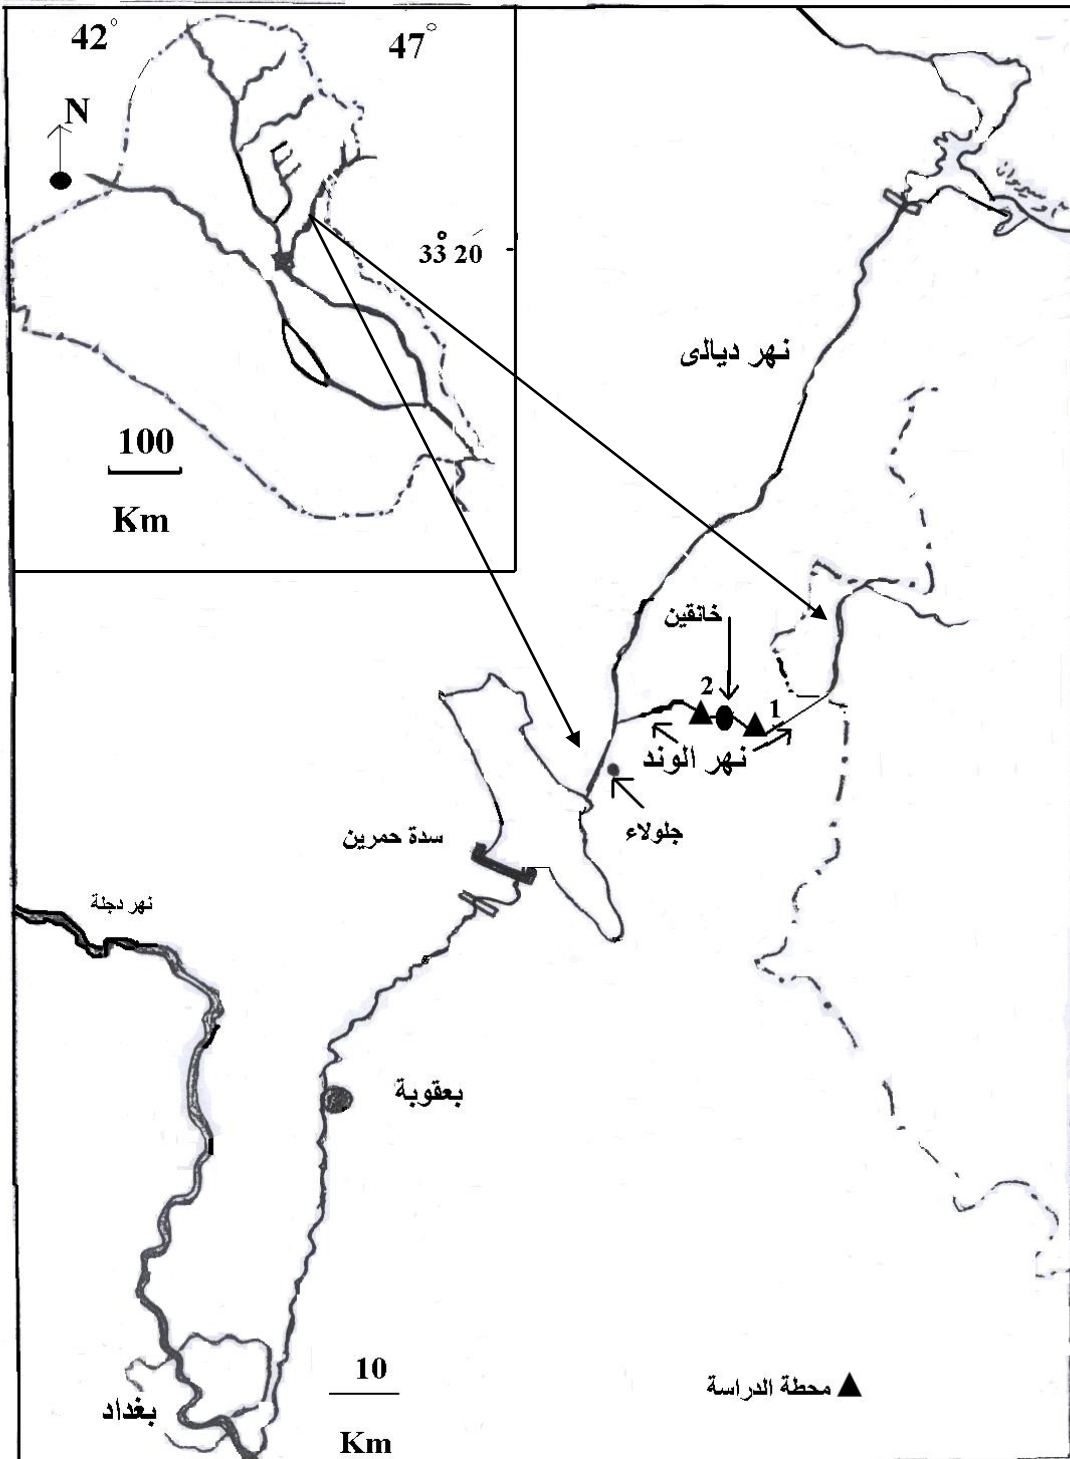 42°
47°
N
33° 20′
100
Km
نهر ديالى
خانقين
2
1
نهر الوند
جلولاء
سدة حمرين
نهر دجلة
بعقوبة
10
Km
بغداد
محطة الدراسة